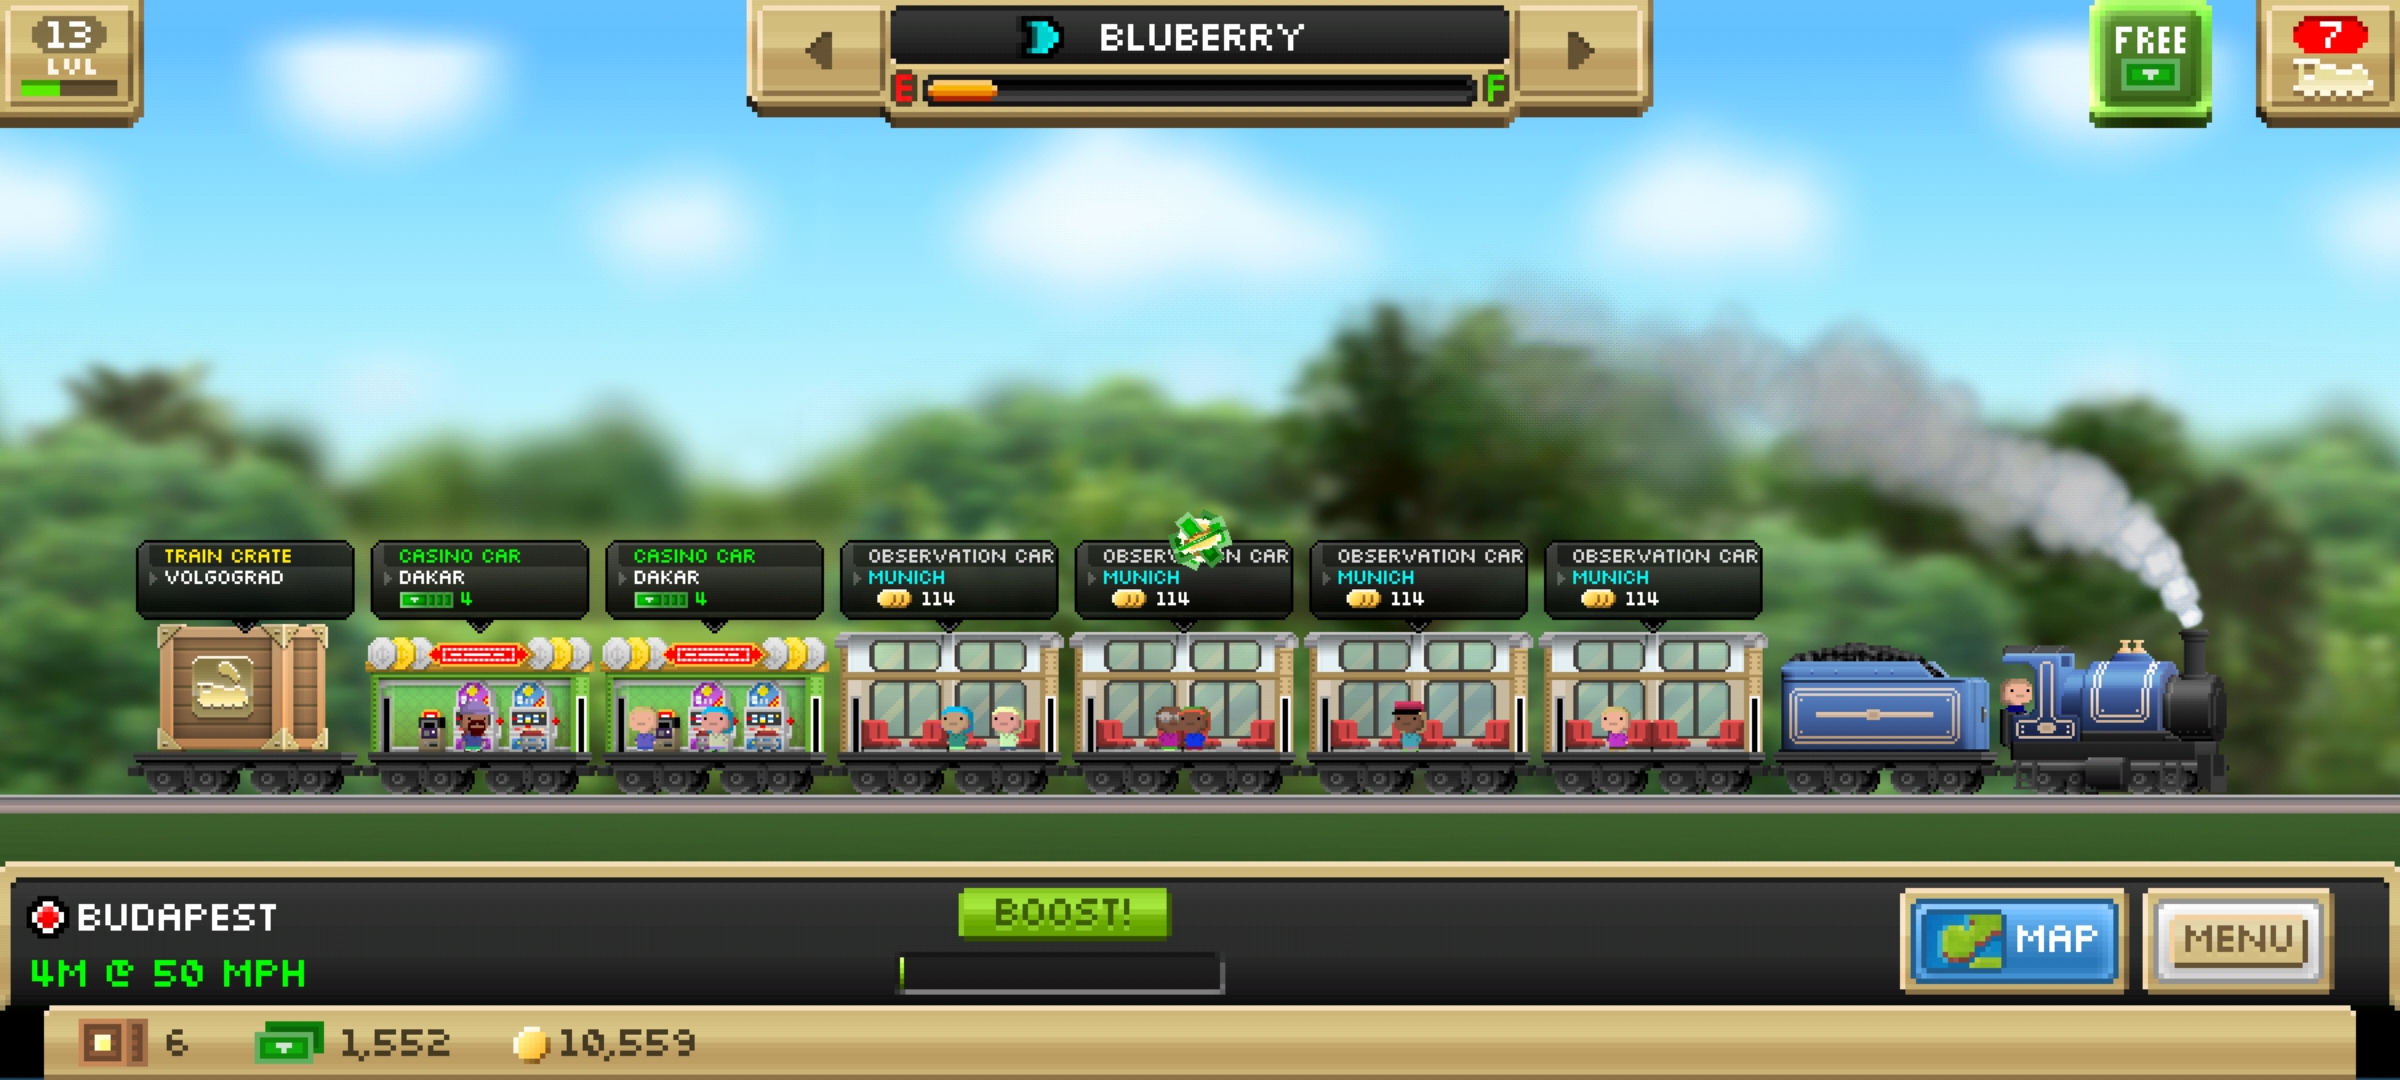 13
LVL
BLUBERRY
E
F
FREE
7
TRAIN CRATE
VOLGOGRAD
CASINO CAR
DAKAR
4
CASINO CAR
DAKAR
4
OBSERVATION CAR
MUNICH
114
OBSERV N CAR
MUNICH
114
OBSERVATION CAR
MUNICH
114
OBSERVATION CAR
MUNICH
114
BUDAPEST
4M @ 50 MPH
BOOST!
MAP
MENU
6
1,552
10,559